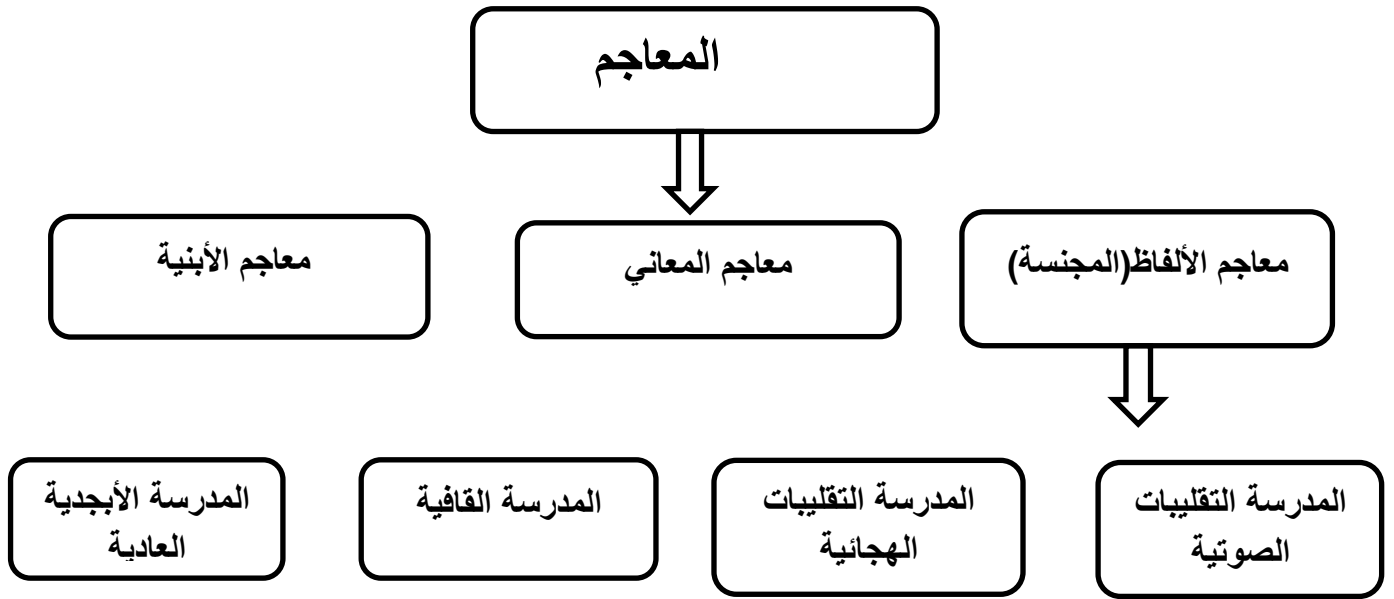 المعاجم
معاجم الألفاظ(المجنسة)
معاجم المعاني
معاجم الأبنية
المدرسة التقليبات
الصوتية
المدرسة التقليبات
الهجائية
المدرسة القافية
المدرسة الأبجدية
العادية